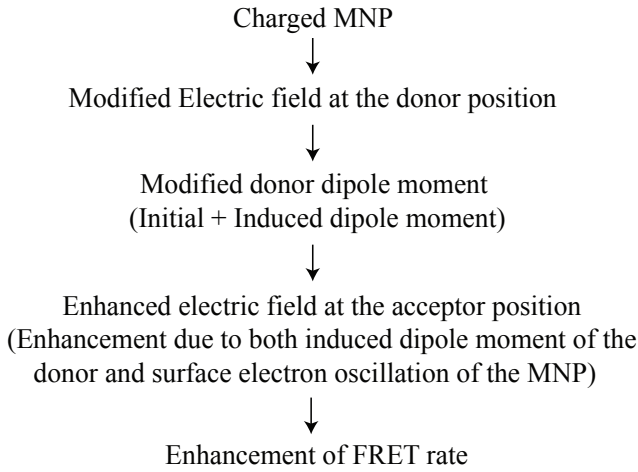 Charged MNP
Modified Electric field at the donor position
Modified donor dipole moment
(Initial + Induced dipole moment)
Enhanced electric field at the acceptor position
(Enhancement due to both induced dipole moment of the
donor and surface electron oscillation of the MNP)
Enhancement of FRET rate